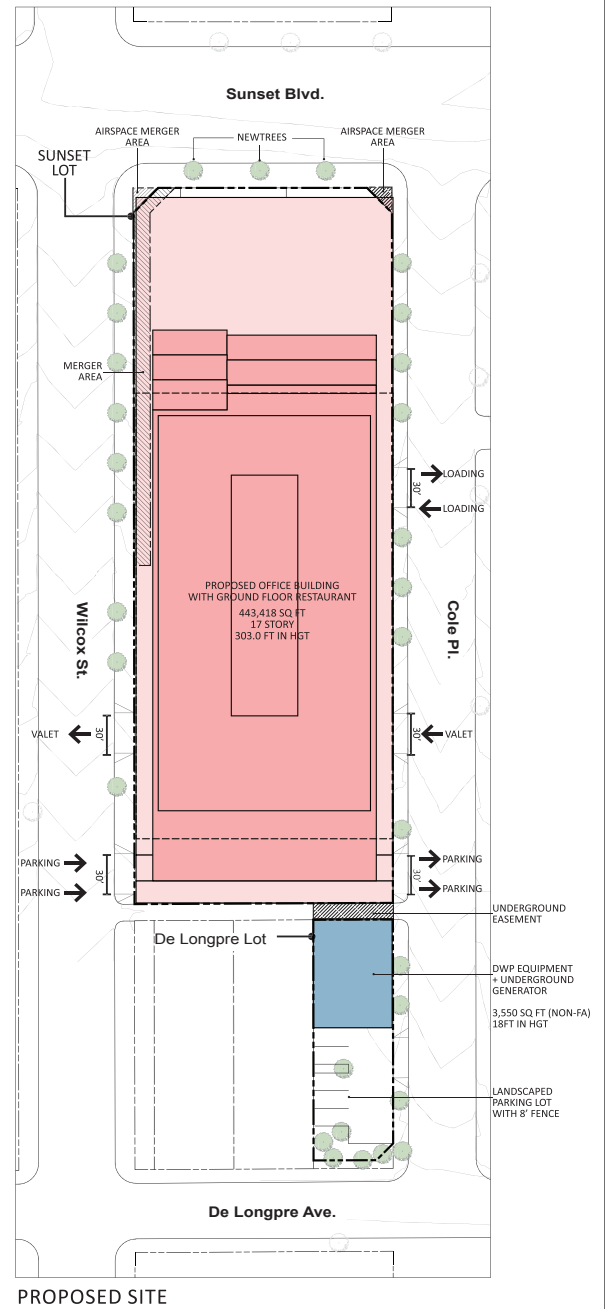 Sunset Blvd.
AIRSPACE MERGER
AREA
NEWTREES
AIRSPACE MERGER
AREA
SUNSET
LOT
MERGER
AREA
30'
LOADING
LOADING
PROPOSED OFFICE BUILDING
WITH GROUND FLOOR RESTAURANT
443,418 SQ FT
17 STORY
303.0 FT IN HGT
Wilcox St.
Cole Pl.
VALET
30'
30'
VALET
PARKING
PARKING
30'
30'
PARKING
PARKING
UNDERGROUND
EASEMENT
De Longpre Lot
DWP EQUIPMENT
+ UNDERGROUND
GENERATOR
3,550 SQ FT (NON-FA)
18FT IN HGT
LANDSCAPED
PARKING LOT
WITH 8' FENCE
De Longpre Ave.
PROPOSED SITE